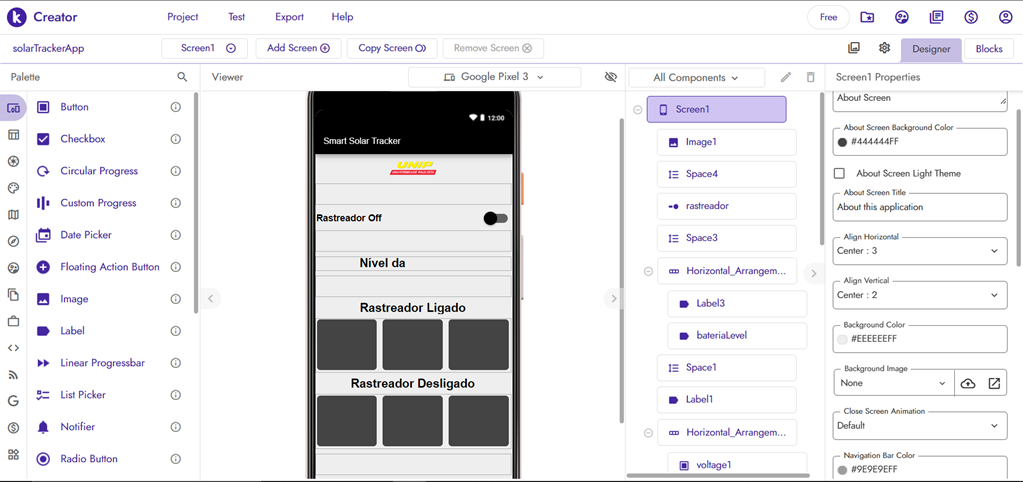 Creator
Project Test Export Help
Free
solarTrackerApp
Screen1
Add Screen
Copy Screen
Remove Screen
Designer
Blocks
Palette
Button
Checkbox
Circular Progress
Custom Progress
Date Picker
Floating Action Button
Image
Label
Linear Progressbar
List Picker
Notifier
Radio Button
Viewer
Google Pixel 3
12:00
Smart Solar Tracker
UNIP
Rastreador Off
Nível da
Rastreador Ligado
Rastreador Desligado
All Components
Screen1
Image1
Space4
rastreador
Space3
Horizontal_Arrangem...
Label3
bateriaLevel
Space1
Label1
Horizontal_Arrangem...
voltage1
Screen1 Properties
About Screen
About Screen Background Color
#444444FF
About Screen Light Theme
About Screen Title
About this application
Align Horizontal
Center : 3
Align Vertical
Center : 2
Background Color
#EEEEEEFF
Background Image
None
Close Screen Animation
Default
Navigation Bar Color
#9E9E9EFF